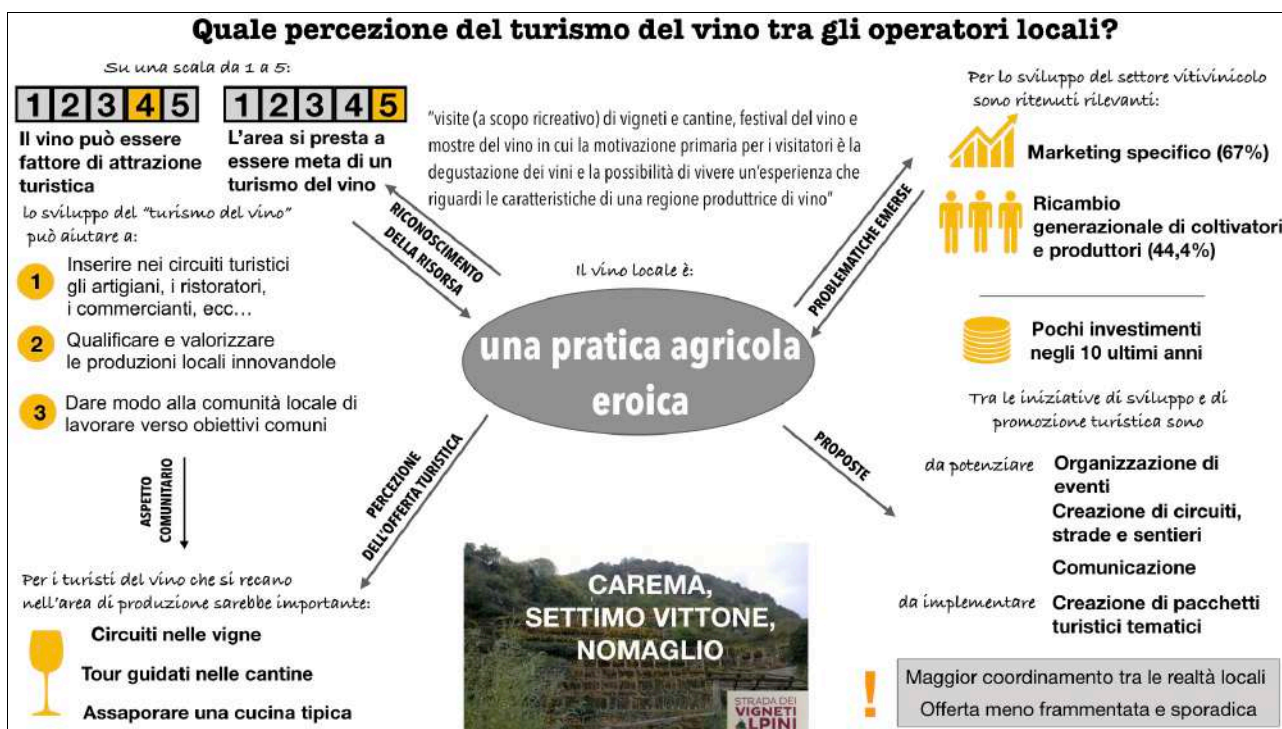 Quale percezione del turismo del vino tra gli operatori locali?
Su una scala da 1 a 5:
1 2 3 4 5
Il vino può essere
fattore di attrazione
turistica
1 2 3 4 5
L'area si presta a
essere meta di un
turismo del vino
lo sviluppo del "turismo del vino"
può aiutare a:
1
Inserire nei circuiti turistici
gli artigiani, i ristoratori,
i commercianti, ecc…
2
Qualificare e valorizzare
le produzioni locali innovandole
3
Dare modo alla comunità locale di
lavorare verso obiettivi comuni
ASPETTO
COMUNITARIO
Per i turisti del vino che si recano
nell'area di produzione sarebbe importante:
Circuiti nelle vigne
Tour guidati nelle cantine
Assaporare una cucina tipica
"visite (a scopo ricreativo) di vigneti e cantine, festival del vino e
mostre del vino in cui la motivazione primaria per i visitatori è la
degustazione dei vini e la possibilità di vivere un'esperienza che
riguardi le caratteristiche di una regione produttrice di vino"
RICONOSCIMENTO
DELLA RISORSA
Il vino locale è:
una pratica agricola
eroica
PERCEZIONE
DELL'OFFERTA TURISTICA
PROBLEMATICHE EMERSE
PROPOSTE
CAREMA,
SETTIMO VITTONE,
NOMAGLIO
STRADA DEI
VIGNETI
ALPINI
Per lo sviluppo del settore vitivinicolo
sono ritenuti rilevanti:
Marketing specifico (67%)
Ricambio
generazionale di coltivatori
e produttori (44,4%)
Pochi investimenti
negli 10 ultimi anni
Tra le iniziative di sviluppo e di
promozione turistica sono
da potenziare
Organizzazione di
eventi
Creazione di circuiti,
strade e sentieri
Comunicazione
da implementare
Creazione di pacchetti
turistici tematici
!
Maggior coordinamento tra le realtà locali
Offerta meno frammentata e sporadica